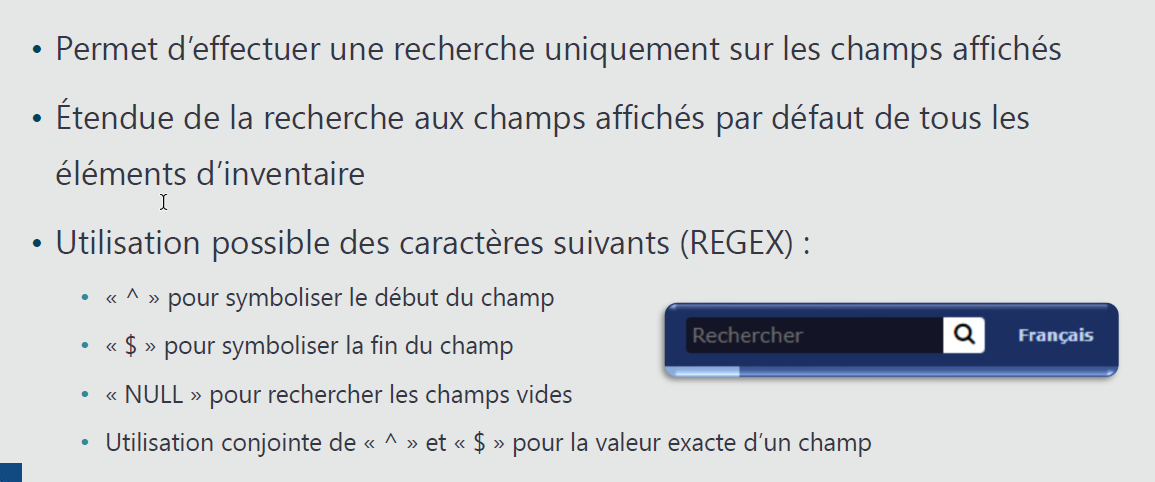 • Permet d’effectuer une recherche uniquement sur les champs affichés
• Étendue de la recherche aux champs affichés par défaut de tous les
éléments d’inventaire
• Utilisation possible des caractères suivants (REGEX) :
• « ^ » pour symboliser le début du champ
• « $ » pour symboliser la fin du champ
• « NULL » pour rechercher les champs vides
• Utilisation conjointe de « ^ » et « $ » pour la valeur exacte d’un champ
Rechercher Français